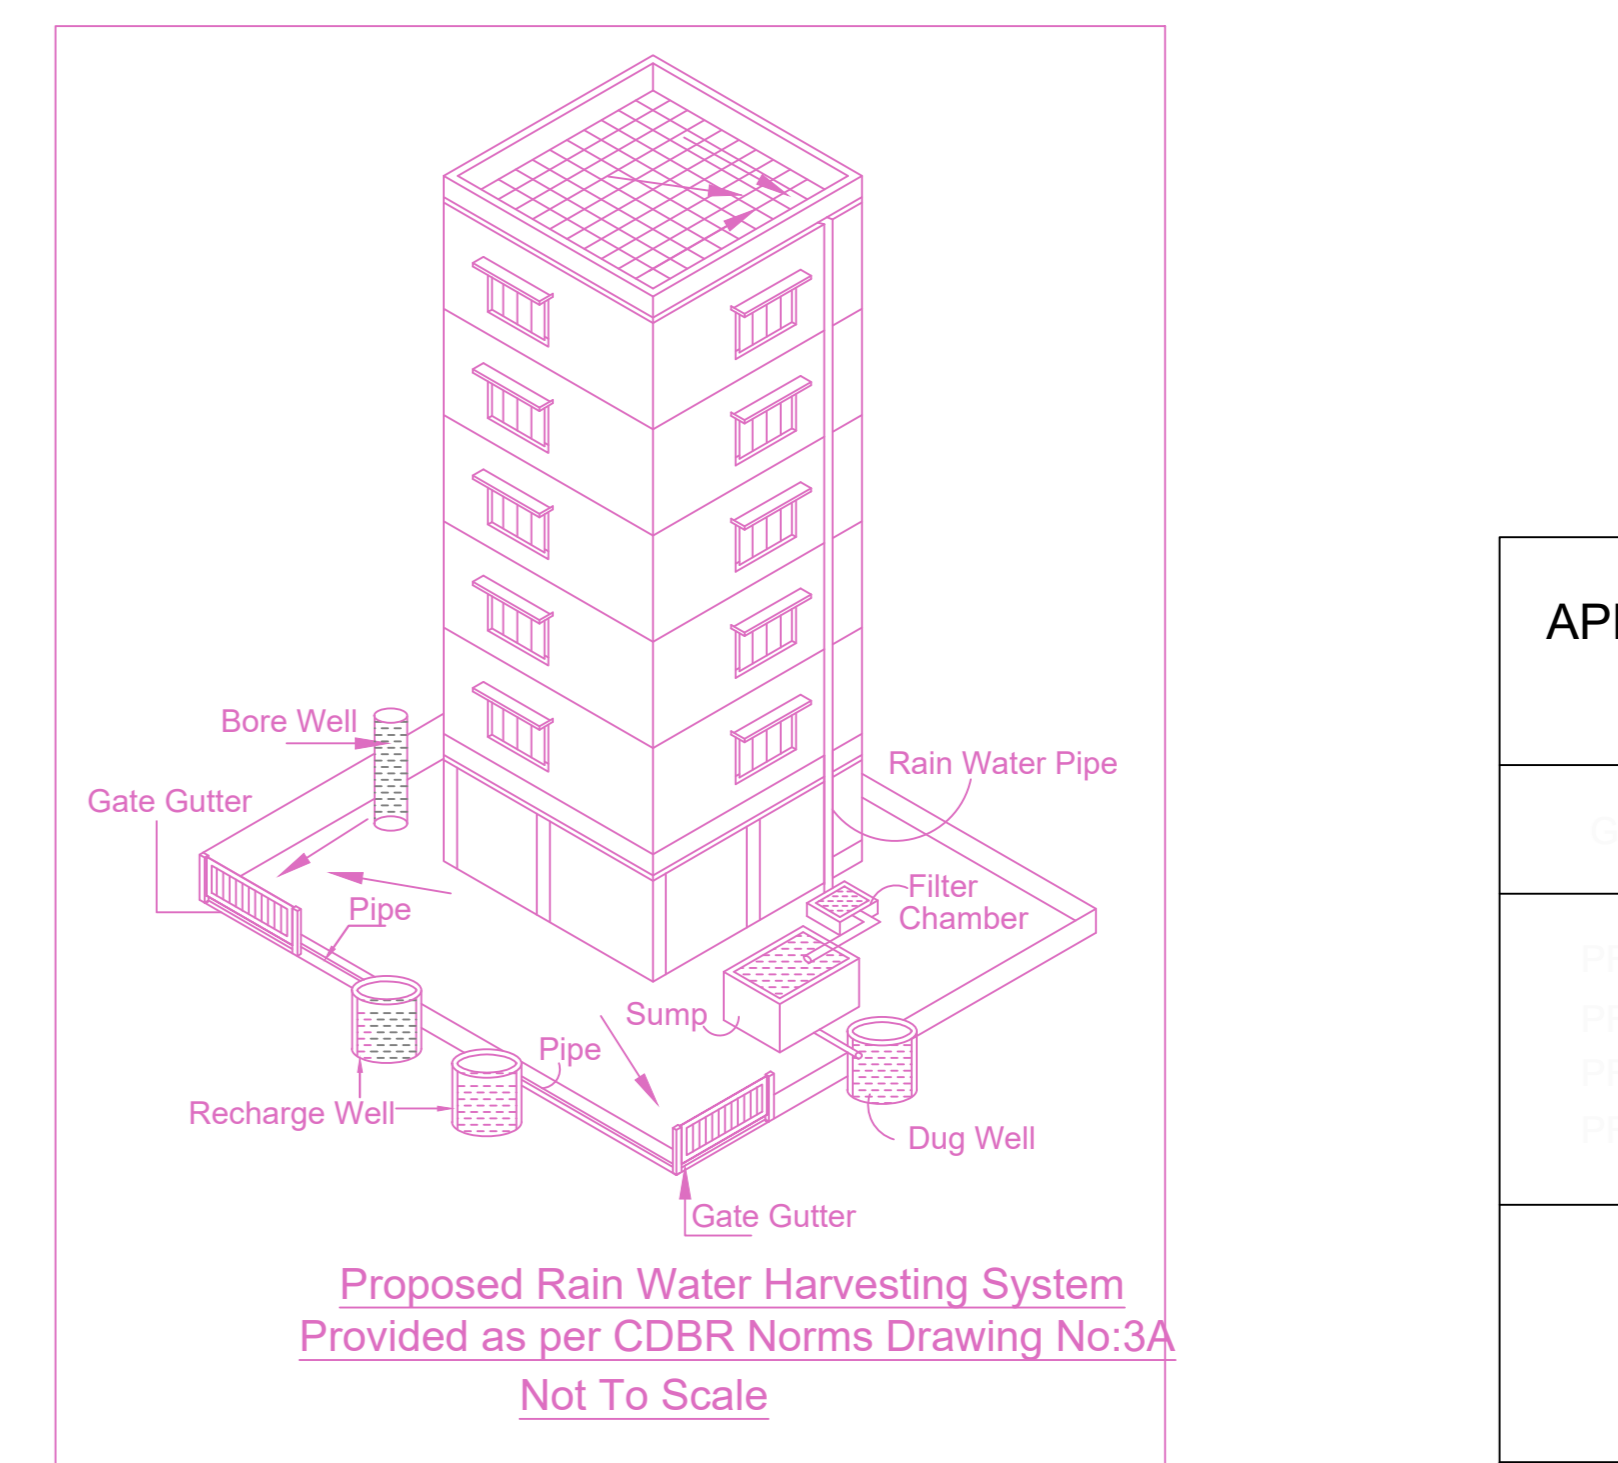 Bore Well
Rain Water Pipe
Gate Gutter
Filter
Chamber
Pipe
Sump
Pipe
Recharge Well
Dug Well
Gate Gutter
Proposed Rain Water Harvesting System
Provided as per CDBR Norms Drawing No:3A
Not To Scale